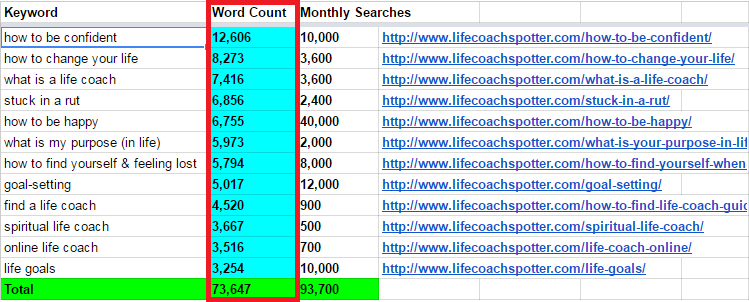 Keyword Word Count Monthly Searches
how to be confident 12,606 10,000 http://www.lifecoachspotter.com/how-to-be-confident/
how to change your life 8,273 3,600 http://www.lifecoachspotter.com/how-to-change-your-life/
what is a life coach 7,416 3,600 http://www.lifecoachspotter.com/what-is-a-life-coach/
stuck in a rut 6,856 2,400 http://www.lifecoachspotter.com/stuck-in-a-rut/
how to be happy 6,755 40,000 http://www.lifecoachspotter.com/how-to-be-happy/
what is my purpose (in life) 5,973 2,000 http://www.lifecoachspotter.com/what-is-your-purpose-in-lif
how to find yourself & feeling lost 5,794 8,000 http://www.lifecoachspotter.com/how-to-find-yourself-when
goal-setting 5,017 12,000 http://www.lifecoachspotter.com/goal-setting/
find a life coach 4,520 900 http://www.lifecoachspotter.com/how-to-find-life-coach-guid
spiritual life coach 3,667 500 http://www.lifecoachspotter.com/spiritual-life-coach/
online life coach 3,516 700 http://www.lifecoachspotter.com/life-coach-online/
life goals 3,254 10,000 http://www.lifecoachspotter.com/life-goals/
Total 73,647 93,700